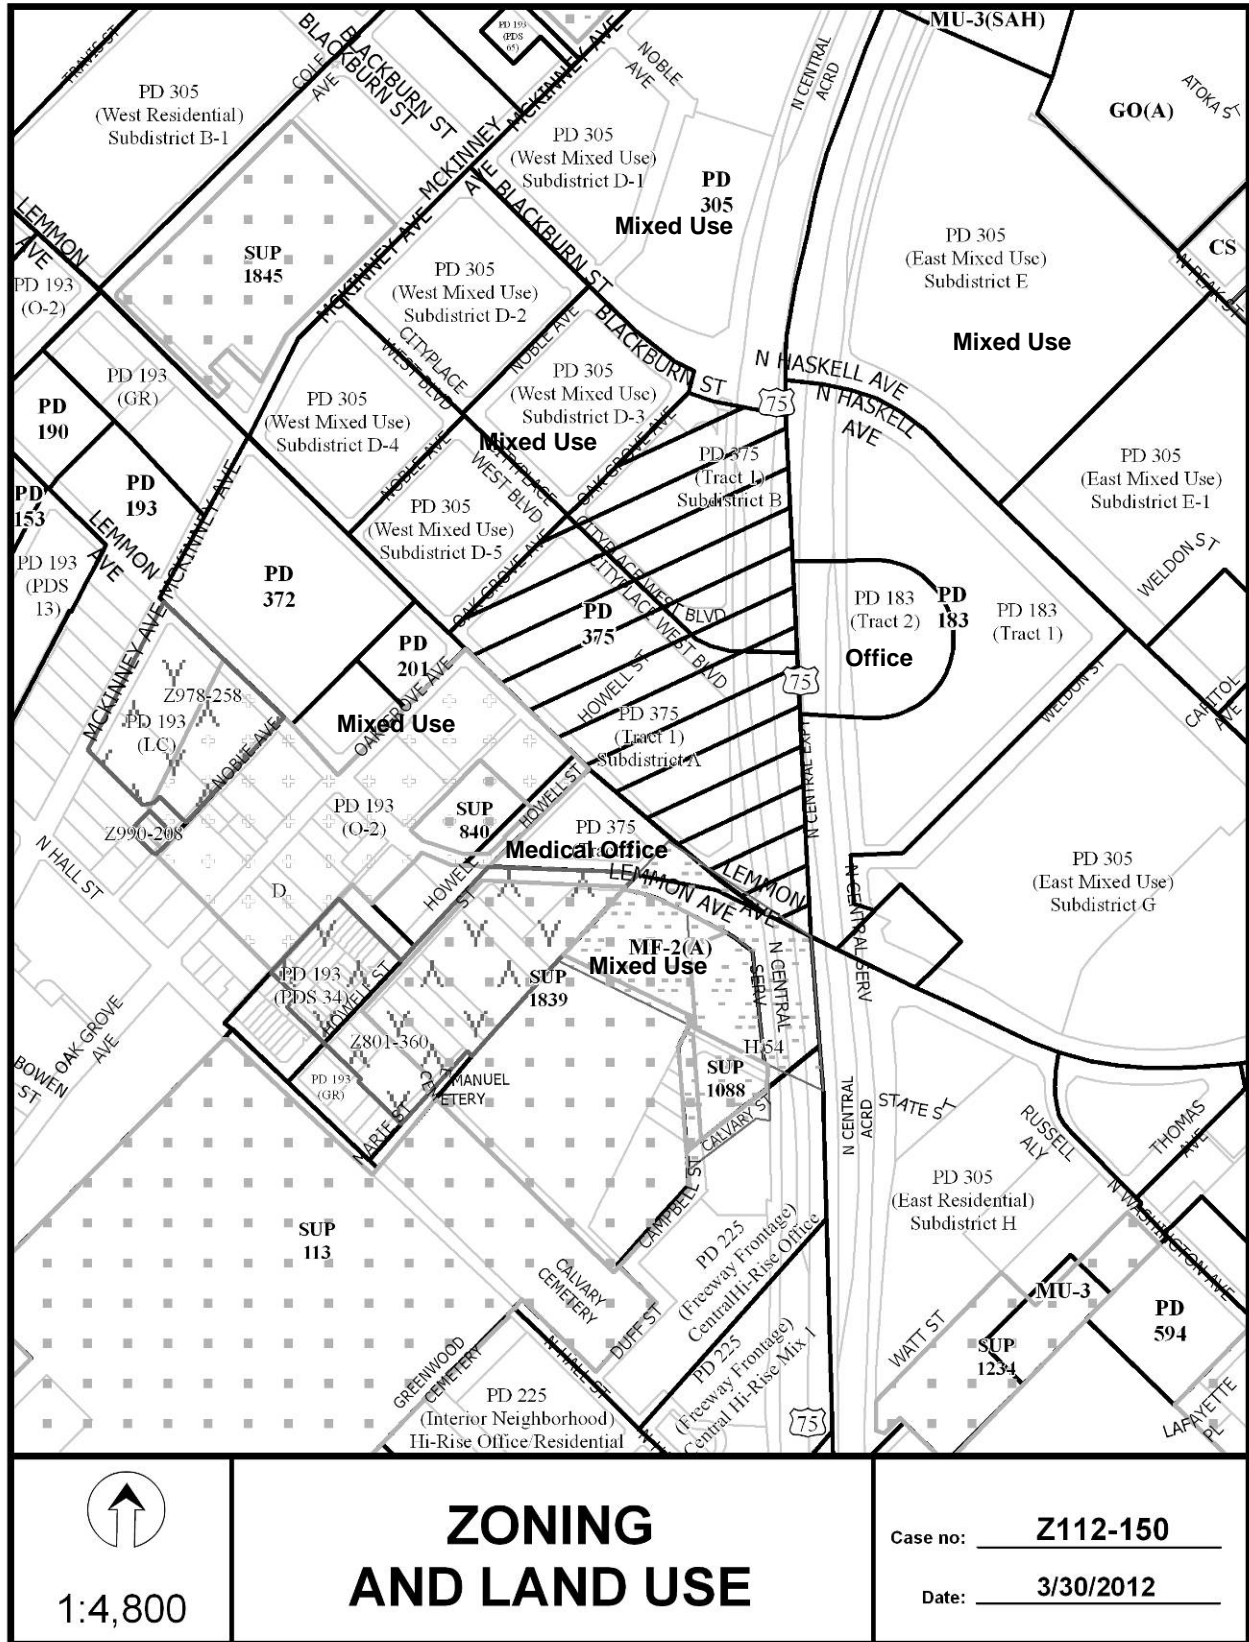 MU-3(SAH)
PD 193
(PDS
65)
TRAVIS ST
BLACKBURN ST
BLACKBURN ST
COLE
AVE
MCKINNEY AVE
NOBLE
AVE
N CENTRAL
ACRD
ATOKA ST
GO(A)
PD 305
(West Residential)
Subdistrict B-1
PD 305
(West Mixed Use)
Subdistrict D-1
PD
305
Mixed Use
MCKINNEY
AVE
BLACKBURN ST
LEMMON
AVE
SUP
1845
MCKINNEY AVE
MCKINNEY AVE
PD 305
(East Mixed Use)
Subdistrict E
Mixed Use
CS
N PEAK ST
PD 193
(O-2)
PD 305
(West Mixed Use)
Subdistrict D-2
CITYPLACE
WEST BLVD
NOBLE AVE
BLACKBURN ST
N HASKELL AVE
N HASKELL
AVE
75
PD 193
(GR)
PD
190
PD 305
(West Mixed Use)
Subdistrict D-4
PD 305
(West Mixed Use)
Subdistrict D-3
Mixed Use
CITYPLACE
WEST BLVD
OAK GROVE AVE
NOBLE AVE
PD 375
(Tract 1)
Subdistrict B
PD 305
(East Mixed Use)
Subdistrict E-1
PD
153
PD
193
MCKINNEY AVE
LEMMON
AVE
PD 305
(West Mixed Use)
Subdistrict D-5
OAK GROVE AVE
CITYPLACE WEST BLVD
CITYPLACE WEST BLVD
WELDON ST
PD 193
(PDS
13)
PD
372
PD
375
PD 183
(Tract 2)
PD
183
PD 183
(Tract 1)
Office
MCKINNEY AVE
PD
201
OAK GROVE AVE
HOWELL ST
75
WELDON ST
CAPITOL
AVE
Z978-258
PD 193
(LC)
NOBLE AVE
Mixed Use
PD 375
(Tract 1)
Subdistrict A
N CENTRAL EXPY
Z990-208
PD 193
(O-2)
SUP
840
HOWELL ST
PD 375
Medical Office
LEMMON AVE
LEMMON
AVE
N HALL ST
D
HOWELL
ST
PD 305
(East Mixed Use)
Subdistrict G
N CENTRAL SERV
MF-2(A)
Mixed Use
SUP
1839
N CENTRAL
SERV
PD 193
(PDS 34)
HOWELL ST
Z801-360
H/54
SUP
1088
OAK GROVE
AVE
BOWEN
ST
PD 193
(GR)
MARIE ST
CALVARY ST
N CENTRAL
ACRD
STATE ST
RUSSELL
ALY
THOMAS
AVE
CAMPBELL ST
PD 305
(East Residential)
Subdistrict H
N WASHINGTON AVE
SUP
113
PD 225
(Freeway Frontage)
CentralHi-Rise Office
CALVARY
CEMETERY
DUFF ST
MU-3
PD
594
WATT ST
SUP
1234
GREENWOOD
CEMETERY
N HALL ST
PD 225
(Freeway Frontage)
Central Hi-Rise Mix 1
75
LAFAYETTE
PL
PD 225
(Interior Neighborhood)
Hi-Rise Office/Residential
1:4,800
ZONING
AND LAND USE
Case no: Z112-150
Date: 3/30/2012